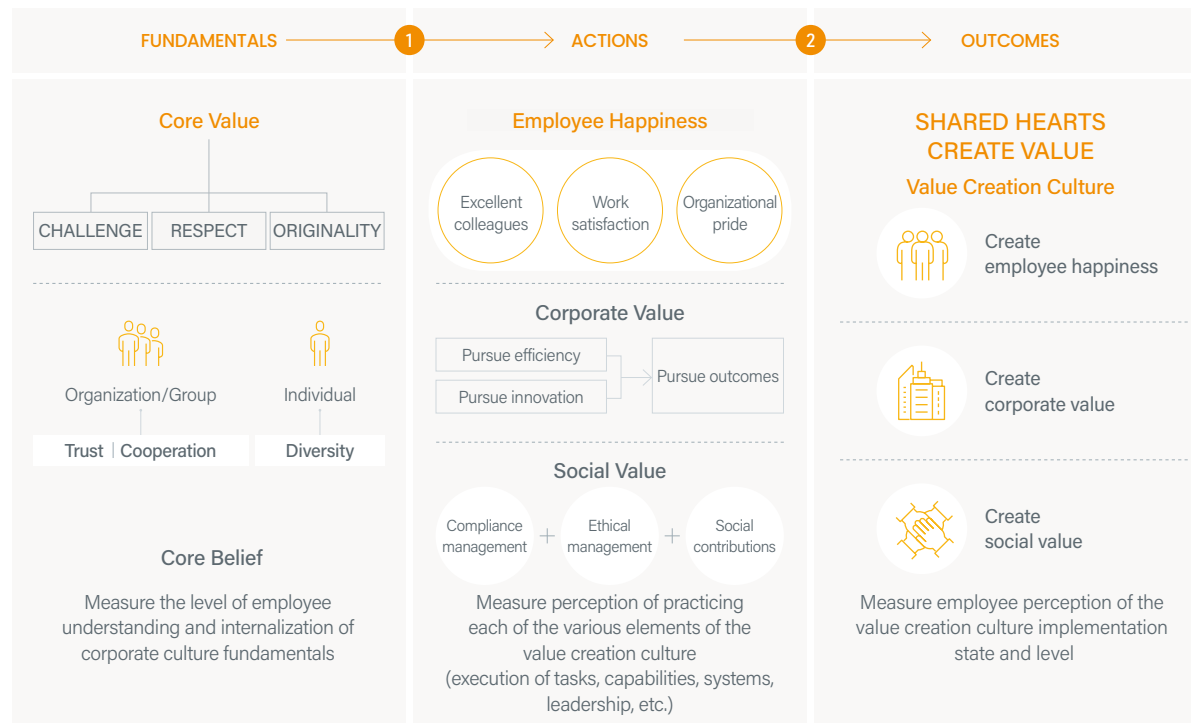 FUNDAMENTALS
1
ACTIONS
2
OUTCOMES
Core Value
CHALLENGE
RESPECT
ORIGINALITY
Organization/Group
Individual
Trust | Cooperation
Diversity
Core Belief
Measure the level of employee
understanding and internalization of
corporate culture fundamentals
Employee Happiness
Excellent
colleagues
Work
satisfaction
Organizational
pride
Corporate Value
Pursue efficiency
Pursue innovation
Pursue outcomes
Social Value
Compliance
management
+
Ethical
management
+
Social
contributions
Measure perception of practicing
each of the various elements of the
value creation culture
(execution of tasks, capabilities, systems,
leadership, etc.)
SHARED HEARTS
CREATE VALUE
Value Creation Culture
Create
employee happiness
Create
corporate value
Create
social value
Measure employee perception of the
value creation culture implementation
state and level